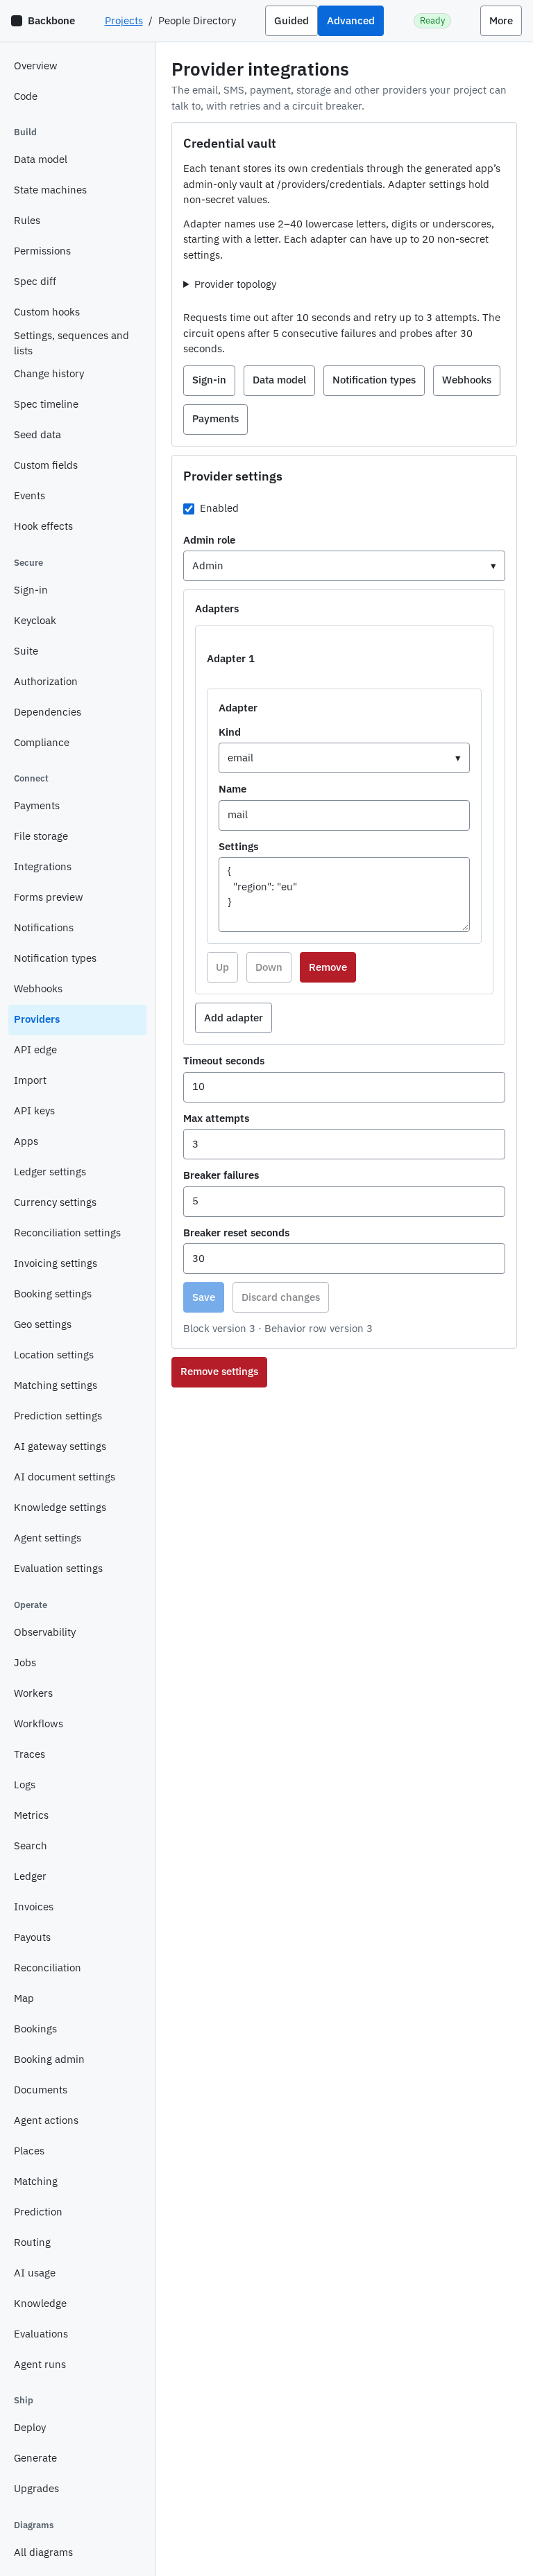 Backbone
Projects / People Directory
Guided
Advanced
Ready
More
Overview
Code
Build
Data model
State machines
Rules
Permissions
Spec diff
Custom hooks
Settings, sequences and
lists
Change history
Spec timeline
Seed data
Custom fields
Events
Hook effects
Secure
Sign-in
Keycloak
Suite
Authorization
Dependencies
Compliance
Connect
Payments
File storage
Integrations
Forms preview
Notifications
Notification types
Webhooks
Providers
API edge
Import
API keys
Apps
Ledger settings
Currency settings
Reconciliation settings
Invoicing settings
Booking settings
Geo settings
Location settings
Matching settings
Prediction settings
AI gateway settings
AI document settings
Knowledge settings
Agent settings
Evaluation settings
Operate
Observability
Jobs
Workers
Workflows
Traces
Logs
Metrics
Search
Ledger
Invoices
Payouts
Reconciliation
Map
Bookings
Booking admin
Documents
Agent actions
Places
Matching
Prediction
Routing
AI usage
Knowledge
Evaluations
Agent runs
Ship
Deploy
Generate
Upgrades
Diagrams
All diagrams
Provider integrations
The email, SMS, payment, storage and other providers your project can
talk to, with retries and a circuit breaker.
Credential vault
Each tenant stores its own credentials through the generated app's
admin-only vault at /providers/credentials. Adapter settings hold
non-secret values.
Adapter names use 2–40 lowercase letters, digits or underscores,
starting with a letter. Each adapter can have up to 20 non-secret
settings.
Provider topology
Requests time out after 10 seconds and retry up to 3 attempts. The
circuit opens after 5 consecutive failures and probes after 30
seconds.
Sign-in
Data model
Notification types
Webhooks
Payments
Provider settings
Enabled
Admin role
Admin
Adapters
Adapter 1
Adapter
Kind
email
Name
mail
Settings
{
"region": "eu"
}
Up
Down
Remove
Add adapter
Timeout seconds
10
Max attempts
3
Breaker failures
5
Breaker reset seconds
30
Save
Discard changes
Block version 3 · Behavior row version 3
Remove settings